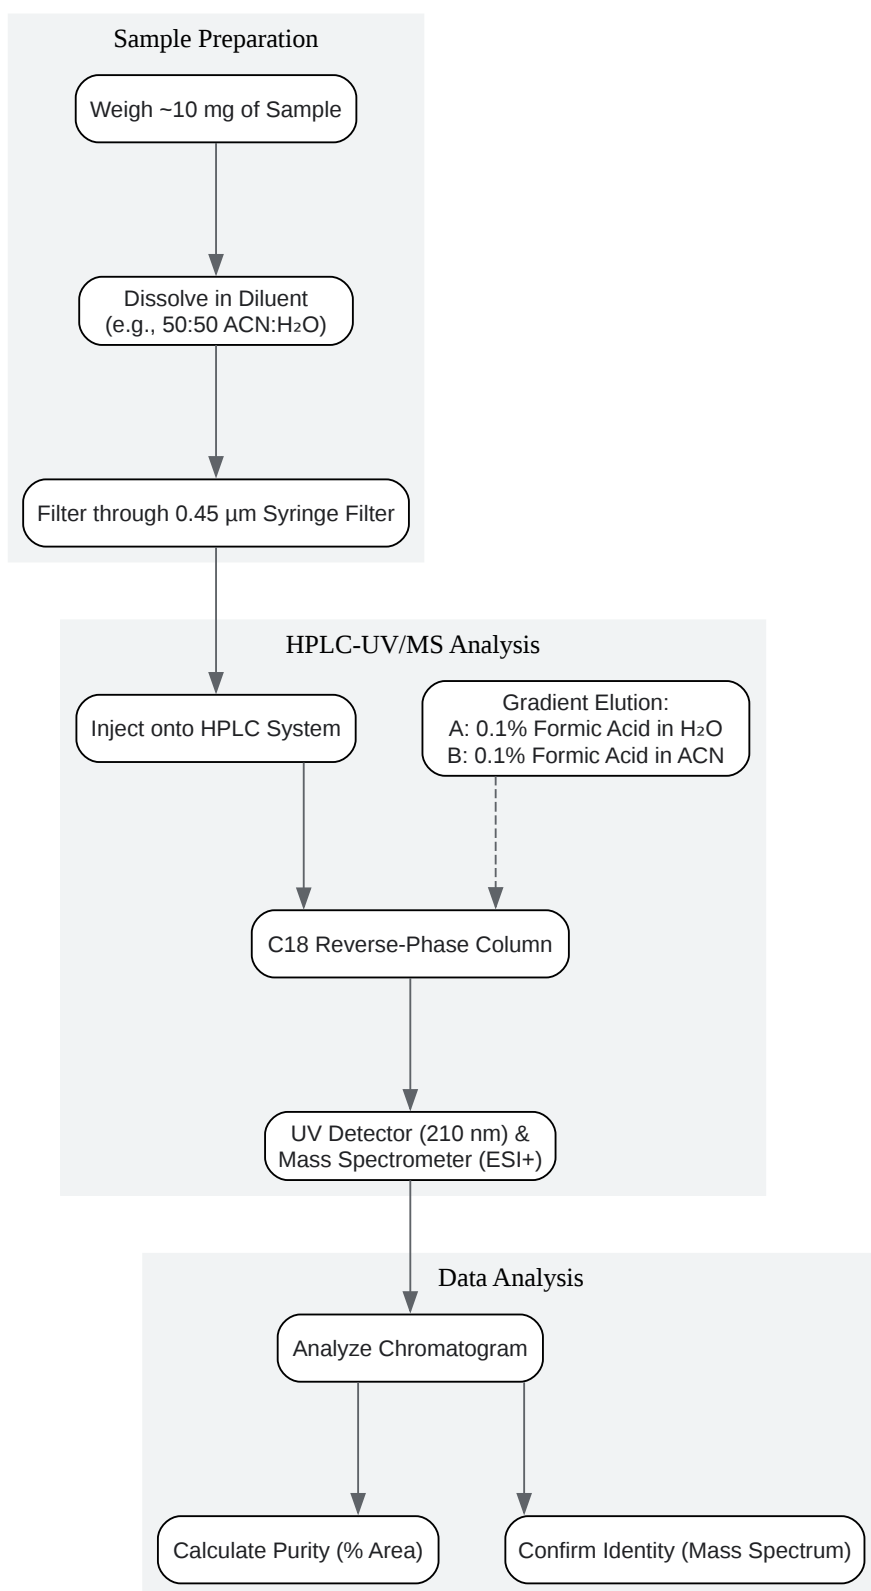 Sample Preparation
Weigh ~10 mg of Sample
Dissolve in Diluent
(e.g., 50:50 ACN:H₂O)
Filter through 0.45 µm Syringe Filter
HPLC-UV/MS Analysis
Inject onto HPLC System
Gradient Elution:
A: 0.1% Formic Acid in H₂O
B: 0.1% Formic Acid in ACN
C18 Reverse-Phase Column
UV Detector (210 nm) &
Mass Spectrometer (ESI+)
Data Analysis
Analyze Chromatogram
Calculate Purity (% Area)
Confirm Identity (Mass Spectrum)